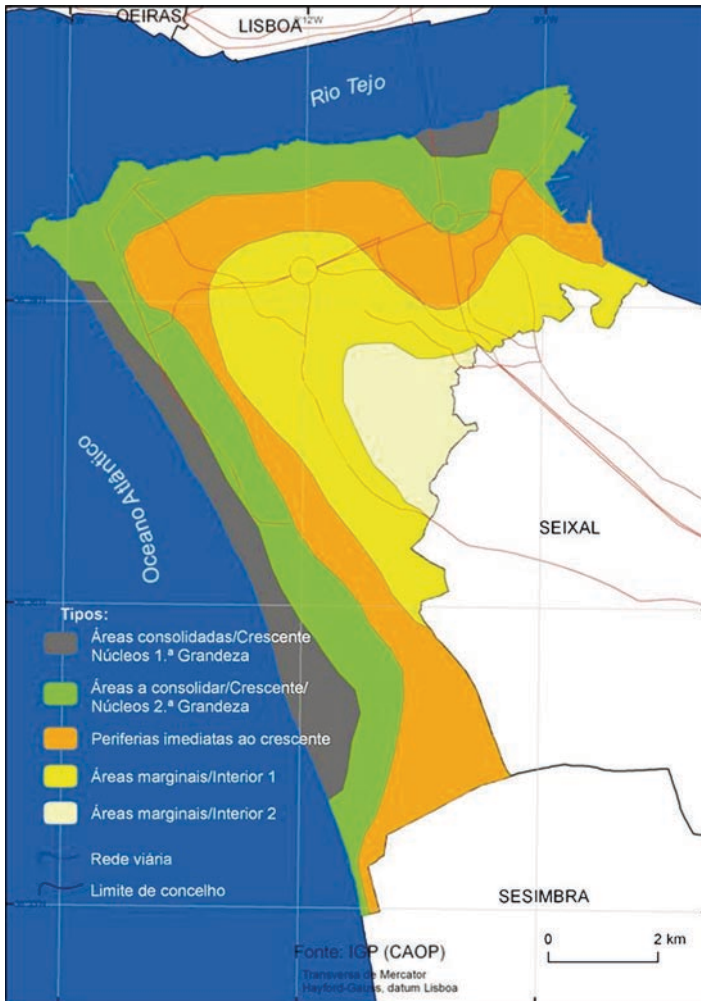 OEIRAS
LISBOA
Rio Tejo
Oceano Atlântico
SEIXAL
Tipos:
Áreas consolidadas/Crescente
Núcleos 1.ª Grandeza
Áreas a consolidar/Crescente/
Núcleos 2.ª Grandeza
Periferias imediatas ao crescente
Áreas marginais/Interior 1
Áreas marginais/Interior 2
Rede viária
Limite de concelho
SESIMBRA
0 2 km
Fonte: IGP (CAOP)
Transversa de Mercator
Hayford-Gauss, datum Lisboa